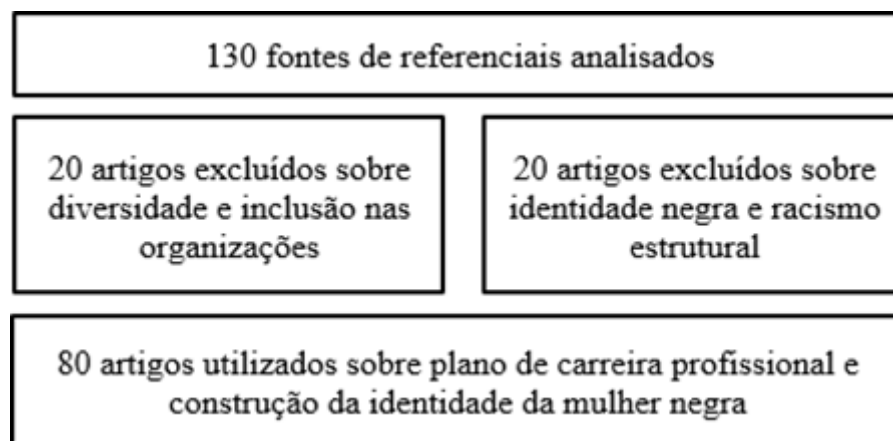 130 fontes de referenciais analisados
20 artigos excluídos sobre
diversidade e inclusão nas
organizações
20 artigos excluídos sobre
identidade negra e racismo
estrutural
80 artigos utilizados sobre plano de carreira profissional e
construção da identidade da mulher negra